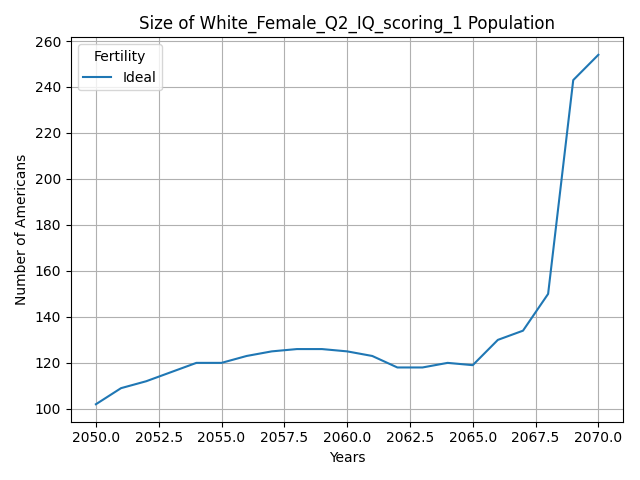 Size of White_Female_Q2_IQ_scoring_1 Population
Fertility
Ideal
Number of Americans
260
240
220
200
180
160
140
120
100
2050.0 2052.5 2055.0 2057.5 2060.0 2062.5 2065.0 2067.5 2070.0
Years